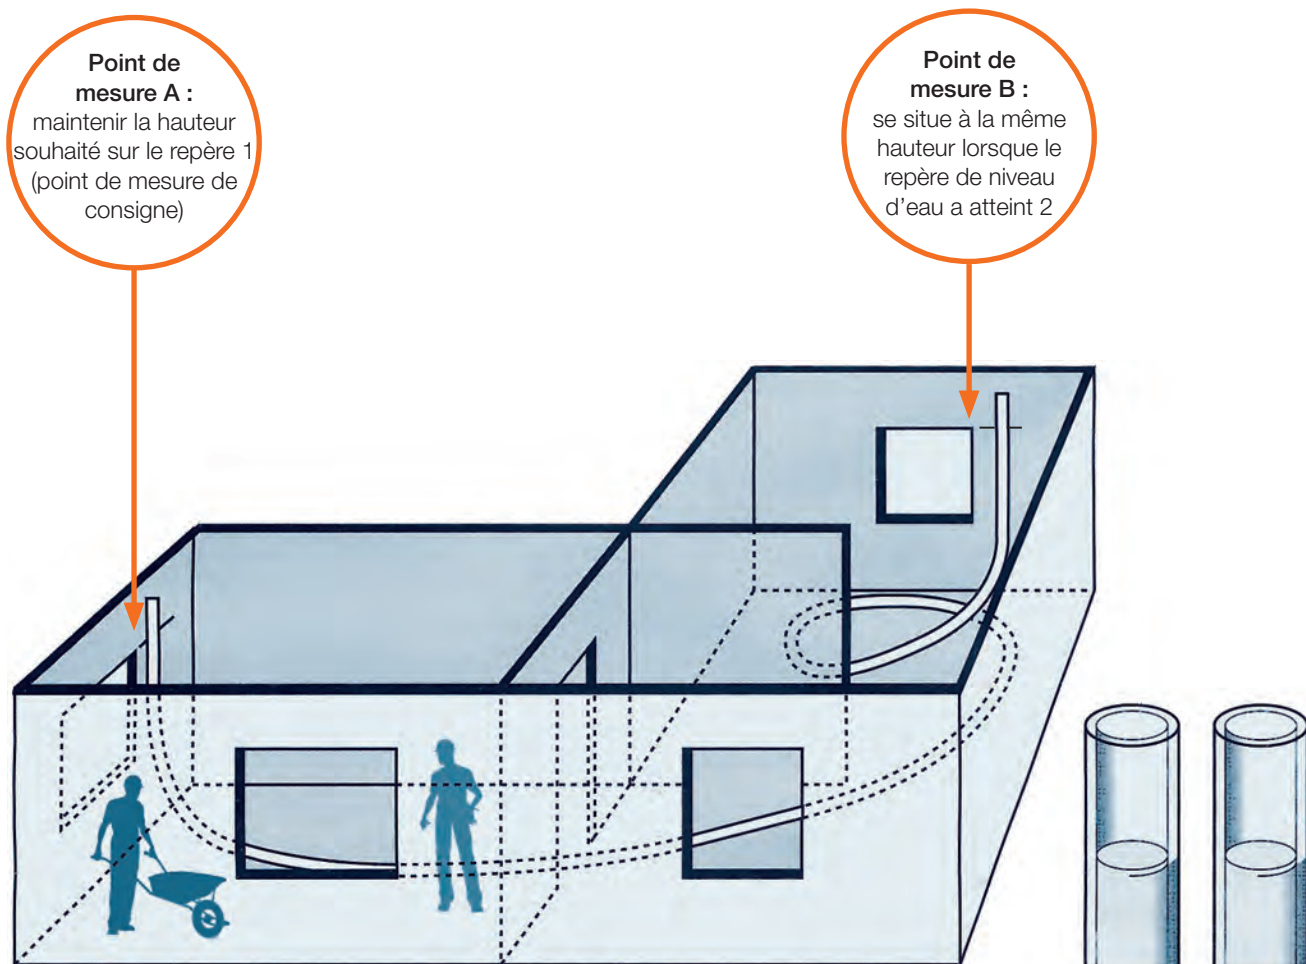 Point de
mesure A :
maintenir la hauteur
souhaité sur le repère 1
(point de mesure de
consigne)
Point de
mesure B :
se situe à la même
hauteur lorsque le
repère de niveau
d'eau a atteint 2